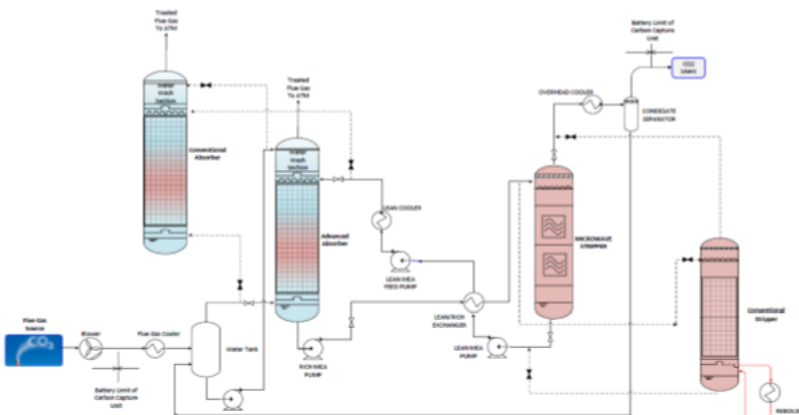 Treated
Flue Gas
To ATM
Water
Wash
Section
Conventional
Absorber
Treated
Flue Gas
To ATM
Water
Wash
Section
Advanced
Absorber
LEAN COOLER
LEAN MEA
FEED PUMP
LEAN/RICH
EXCHANGER
LEAN MEA
PUMP
RICH MEA
PUMP
Flue Gas
Source
CO2
Blower
Flue Gas Cooler
Water Tank
Battery Limit of
Carbon Capture
Unit
OVERHEAD COOLER
CONDESATE
SEPARATOR
Battery Limit of
Carbon Capture
Unit
CO2
Users
MICROWAVE
STRIPPER
Conventional
Stripper